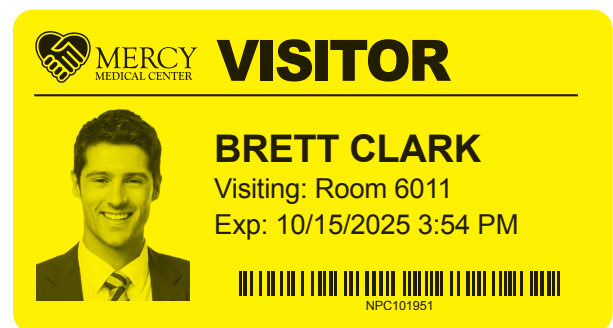 MERCY
MEDICAL CENTER
VISITOR
BRETT CLARK
Visiting: Room 6011
Exp: 10/15/2025 3:54 PM
NPC101951